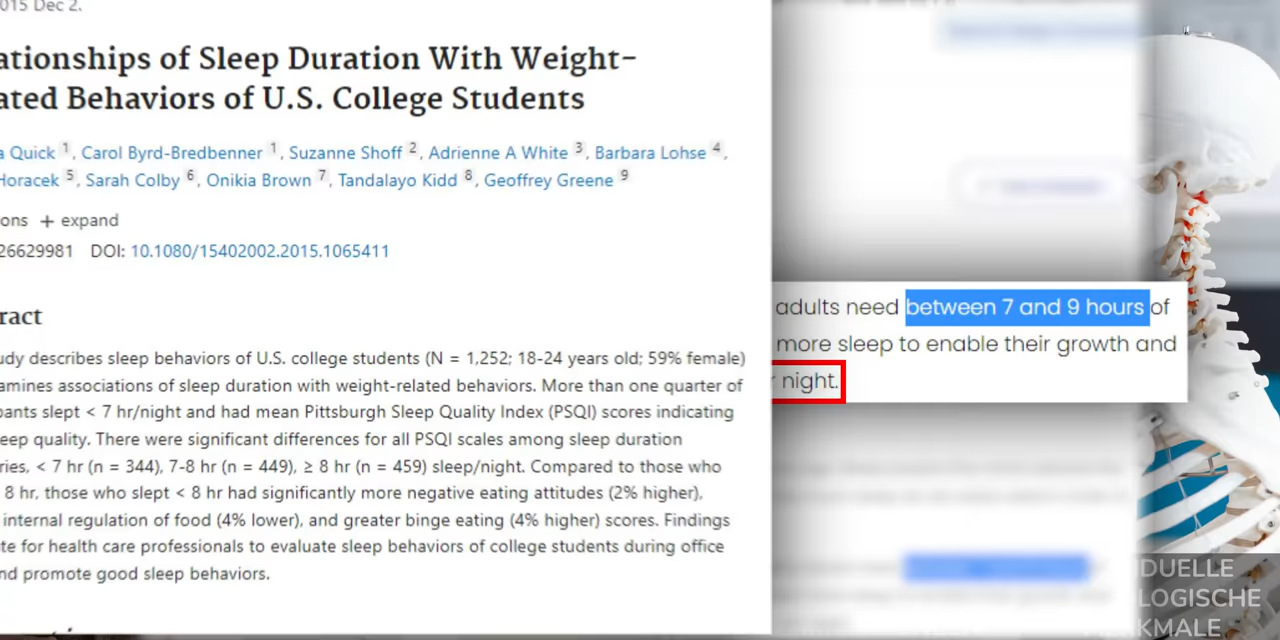 015 Dec 2.
ationships of Sleep Duration With Weight-
ated Behaviors of U.S. College Students
a Quick 1, Carol Byrd-Bredbenner 1, Suzanne Shoff 2, Adrienne A White 3, Barbara Lohse 4,
Horacek 5, Sarah Colby 6, Onikia Brown 7, Tandalayo Kidd 8, Geoffrey Greene 9
ons + expand
26629981 DOI: 10.1080/15402002.2015.1065411
ract
udy describes sleep behaviors of U.S. college students (N = 1,252; 18-24 years old; 59% female)
amines associations of sleep duration with weight-related behaviors. More than one quarter of
pants slept < 7 hr/night and had mean Pittsburgh Sleep Quality Index (PSQI) scores indicating
eep quality. There were significant differences for all PSQI scales among sleep duration
ries, < 7 hr (n = 344), 7-8 hr (n = 449), ≥ 8 hr (n = 459) sleep/night. Compared to those who
8 hr, those who slept < 8 hr had significantly more negative eating attitudes (2% higher),
internal regulation of food (4% lower), and greater binge eating (4% higher) scores. Findings
te for health care professionals to evaluate sleep behaviors of college students during office
nd promote good sleep behaviors.
adults need between 7 and 9 hours of
more sleep to enable their growth and
night.
DUELLE
LOGISCHE
KMALE